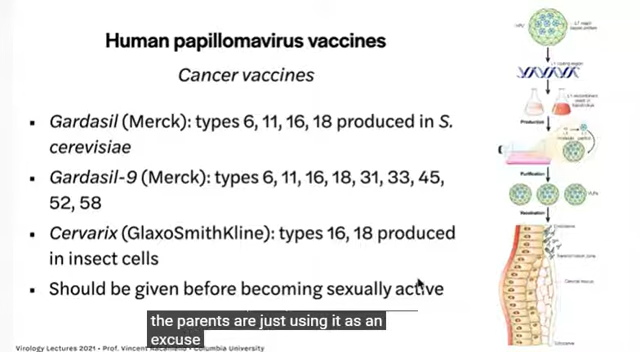 Human papillomavirus vaccines
Cancer vaccines
▪ Gardasil (Merck): types 6, 11, 16, 18 produced in S.
cerevisiae
▪ Gardasil-9 (Merck): types 6, 11, 16, 18, 31, 33, 45,
52, 58
▪ Cervarix (GlaxoSmithKline): types 16, 18 produced
in insect cells
▪ Should be given before becoming sexually active
the parents are just using it as an
excuse
Virology Lectures 2021 • Prof. Vincent Columbia University
Production
Purification
Vaccination